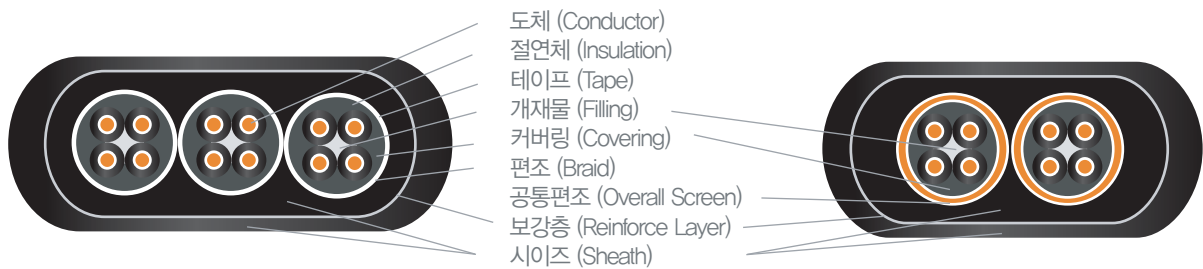 도체 (Conductor)
절연체 (Insulation)
테이프 (Tape)
개재물 (Filling)
커버링 (Covering)
편조 (Braid)
공통편조 (Overall Screen)
보강층 (Reinforce Layer)
시이즈 (Sheath)